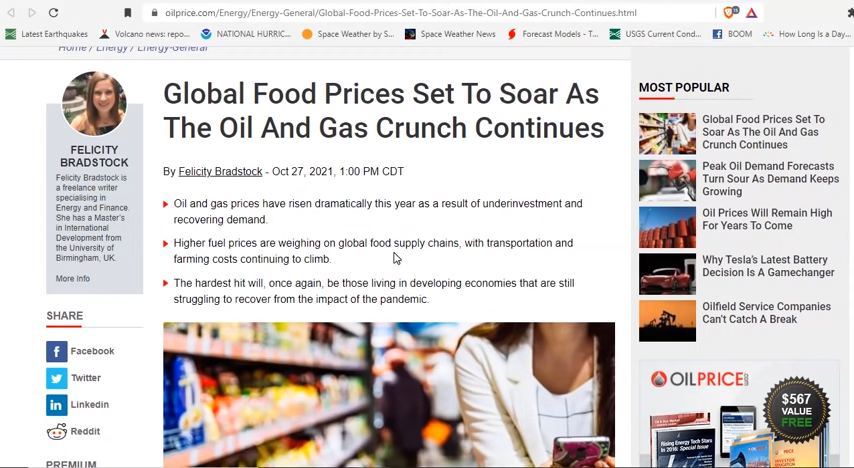 oilprice.com/Energy/Energy-General/Global-Food-Prices-Set-To-Soar-As-The-Oil-And-Gas-Crunch-Continues.html
Latest Earthquakes
Volcano news: repo...
NATIONAL HURRIC...
Space Weather by S...
Space Weather News
Forecast Models - T...
USGS Current Cond...
BOOM
How Long Is a Day...
Home / Energy / Energy-General
Global Food Prices Set To Soar As
The Oil And Gas Crunch Continues
By Felicity Bradstock - Oct 27, 2021, 1:00 PM CDT
Oil and gas prices have risen dramatically this year as a result of underinvestment and
recovering demand.
Higher fuel prices are weighing on global food supply chains, with transportation and
farming costs continuing to climb.
The hardest hit will, once again, be those living in developing economies that are still
struggling to recover from the impact of the pandemic.
FELICITY
BRADSTOCK
Felicity Bradstock is
a freelance writer
specialising in
Energy and Finance.
She has a Master's
in International
Development from
the University of
Birmingham, UK.
More Info
SHARE
Facebook
Twitter
Linkedin
Reddit
PREMIUM
MOST POPULAR
Global Food Prices Set To
Soar As The Oil And Gas
Crunch Continues
Peak Oil Demand Forecasts
Turn Sour As Demand Keeps
Growing
Oil Prices Will Remain High
For Years To Come
Why Tesla's Latest Battery
Decision Is A Gamechanger
Oilfield Service Companies
Can't Catch A Break
OILPRICE
$567
VALUE
FREE
Rising Energy Tech Stars
In 2016: Special Issue